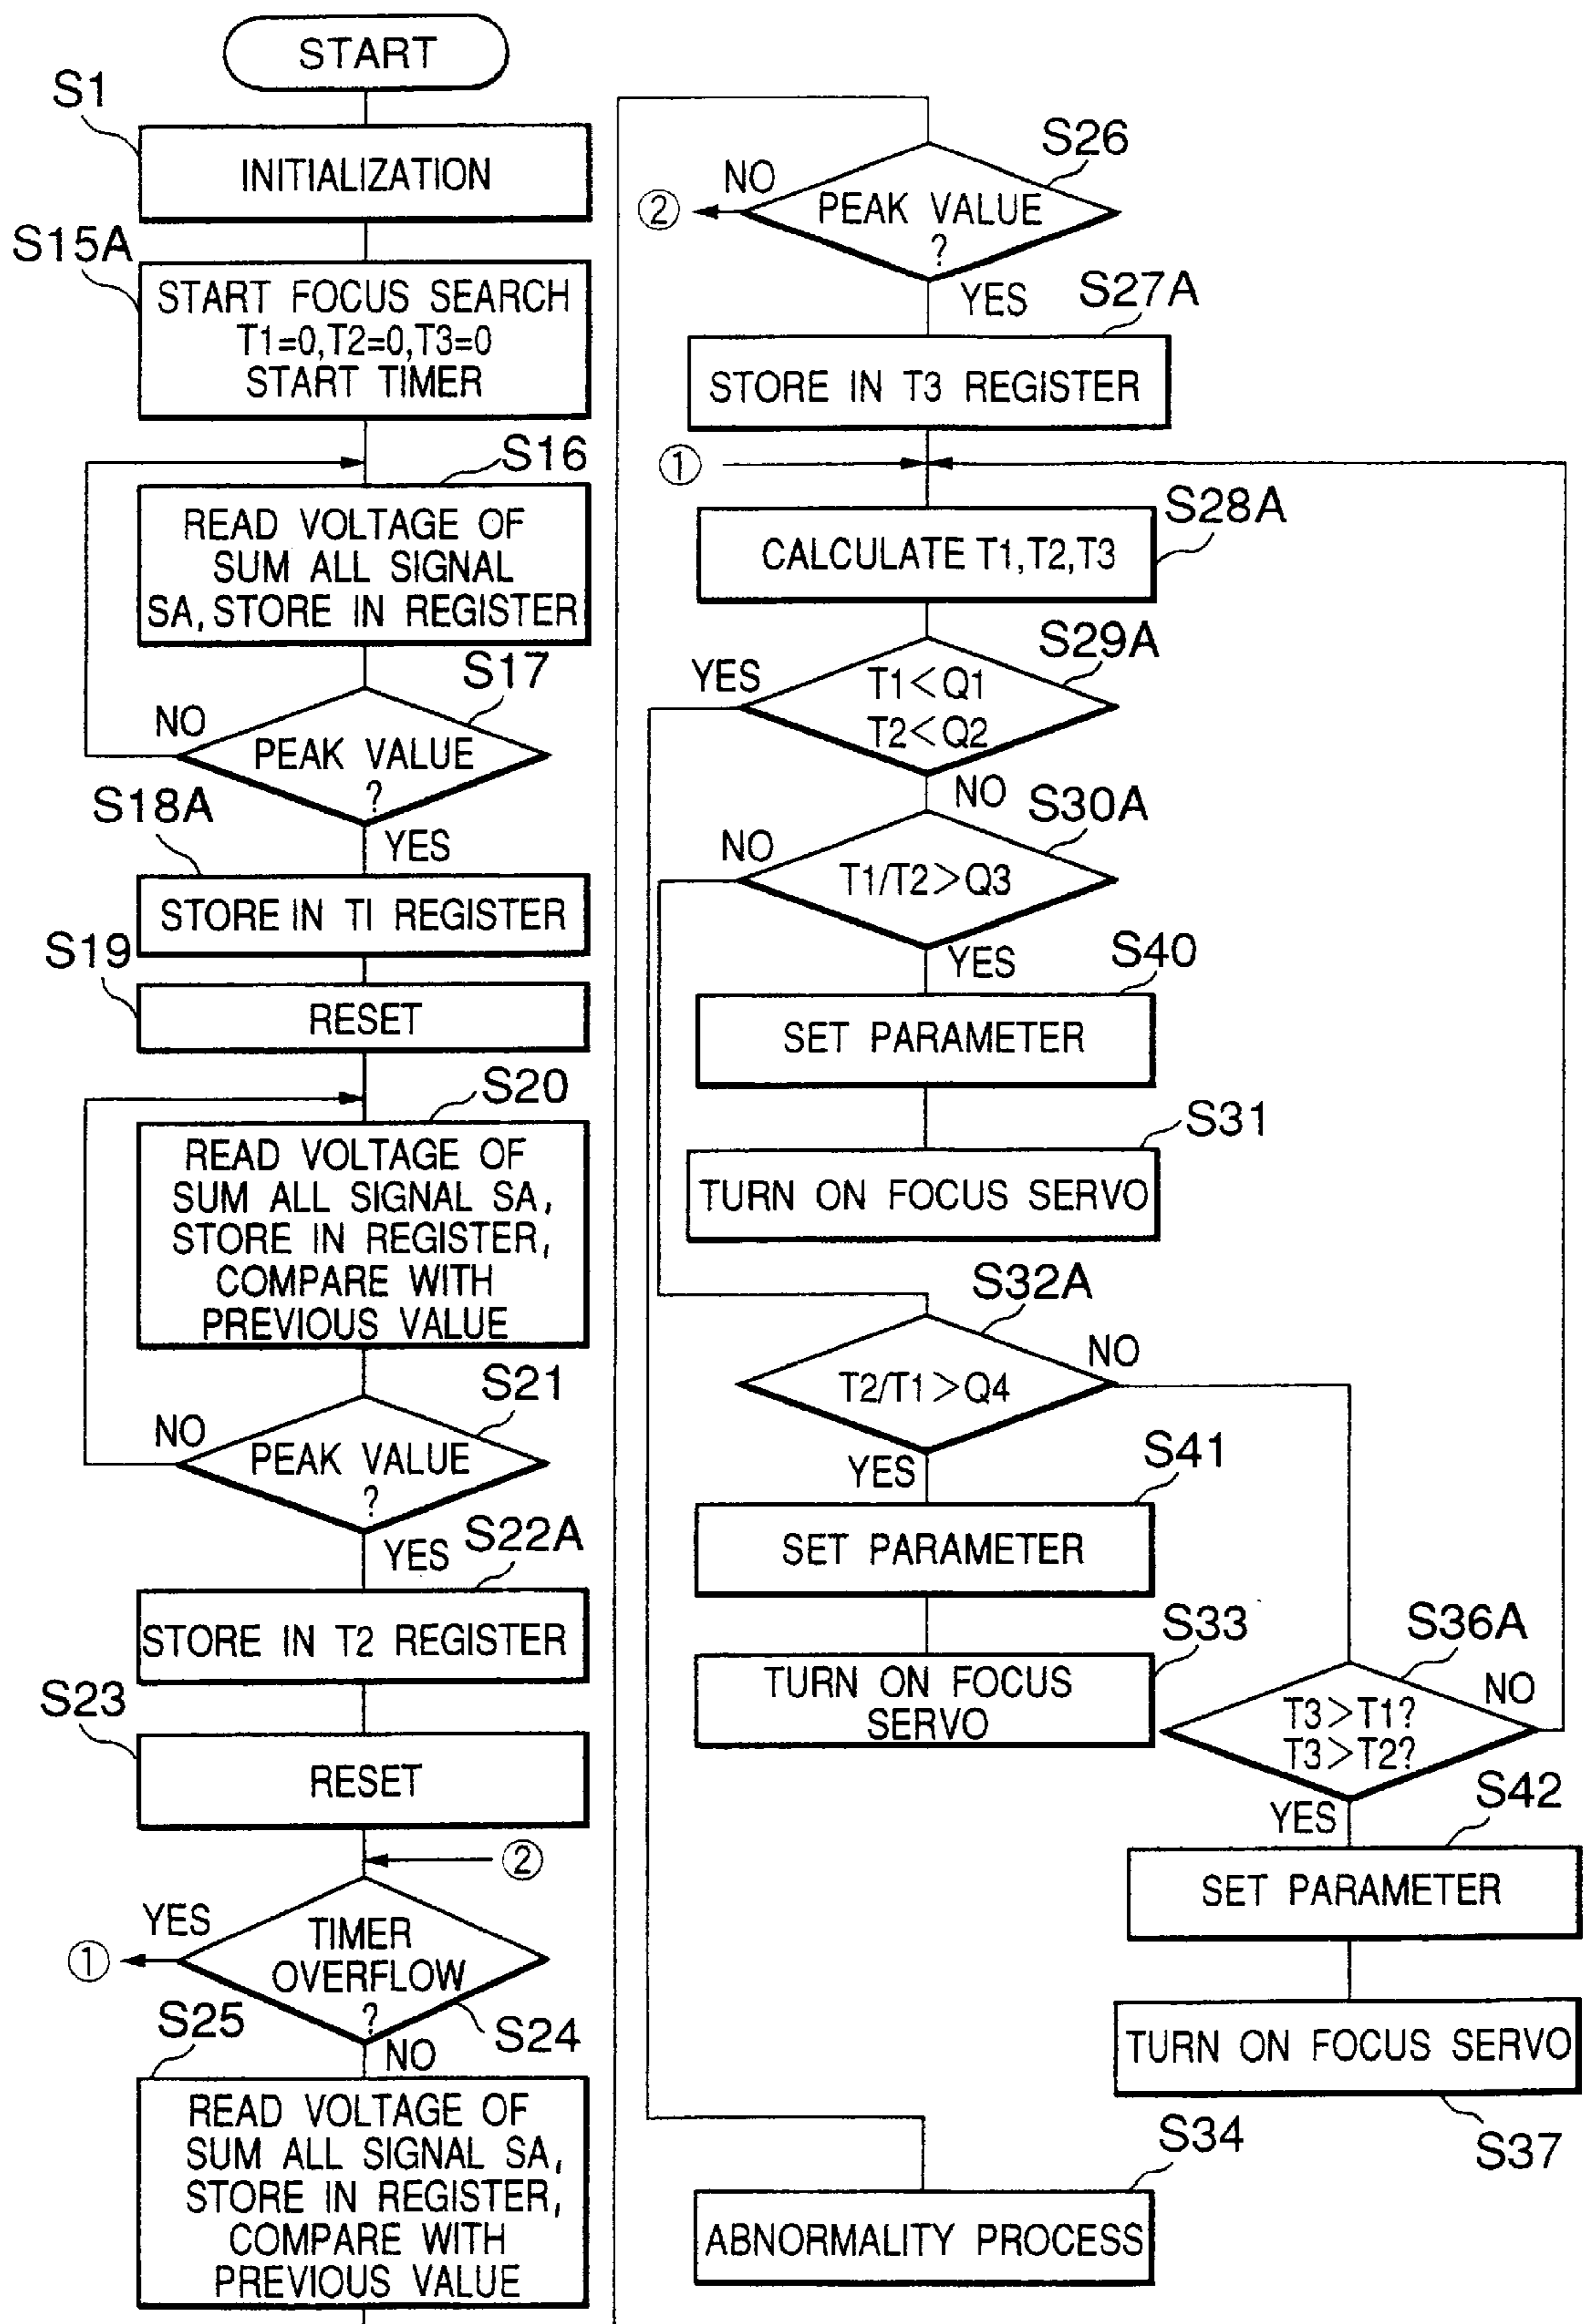 START
S1
INITIALIZATION
S15A
START FOCUS SEARCH
T1=0,T2=0,T3=0
START TIMER
S16
READ VOLTAGE OF
SUM ALL SIGNAL
SA, STORE IN REGISTER
S17
NO
PEAK VALUE
?
S18A
YES
STORE IN TI REGISTER
S19
RESET
S20
READ VOLTAGE OF
SUM ALL SIGNAL SA,
STORE IN REGISTER,
COMPARE WITH
PREVIOUS VALUE
S21
NO
PEAK VALUE
?
YES
S22A
STORE IN T2 REGISTER
S23
RESET
②
YES
TIMER
①
OVERFLOW
?
S24
S25
NO
READ VOLTAGE OF
SUM ALL SIGNAL SA,
STORE IN REGISTER,
COMPARE WITH
PREVIOUS VALUE
S26
NO
②
PEAK VALUE
?
YES
S27A
STORE IN T3 REGISTER
①
S28A
CALCULATE T1,T2,T3
S29A
YES
T1<Q1
T2<Q2
NO
S30A
NO
T1/T2>Q3
YES
S40
SET PARAMETER
S31
TURN ON FOCUS SERVO
S32A
NO
T2/T1>Q4
YES
S41
SET PARAMETER
S33
TURN ON FOCUS
SERVO
S36A
NO
T3>T1?
T3>T2?
YES
S42
SET PARAMETER
TURN ON FOCUS SERVO
S37
S34
ABNORMALITY PROCESS